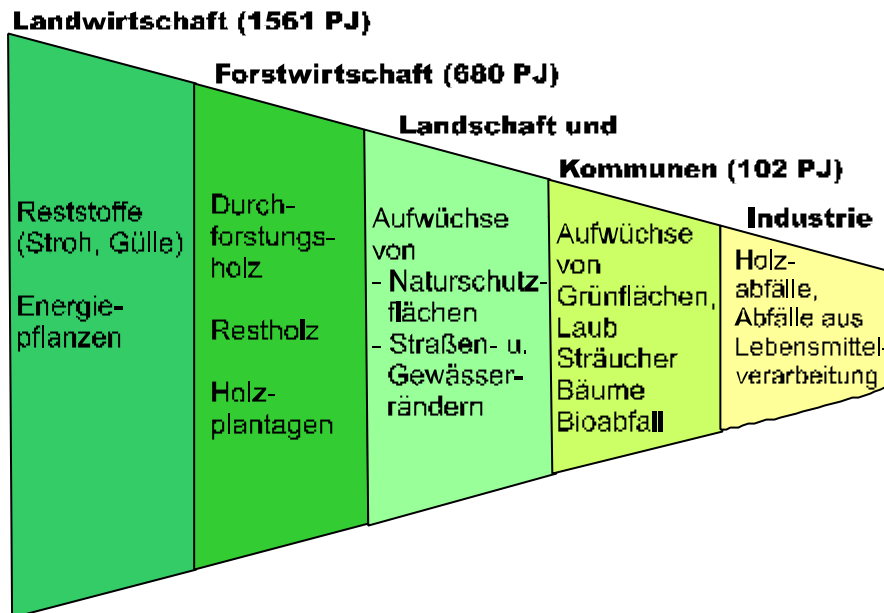 Landwirtschaft (1561 PJ)
Forstwirtschaft (680 PJ)
Landschaft und
Kommunen (102 PJ)
Industrie
Reststoffe
(Stroh, Gülle)
Energie-
pflanzen
Durch-
forstungs-
holz
Restholz
Holz-
plantagen
Aufwüchse
von
- Naturschutz-
flächen
- Straßen- u.
Gewässer-
rändern
Aufwüchse
von
Grünflächen,
Laub
Sträucher
Bäume
Bioabfall
Holz-
abfälle,
Abfälle aus
Lebensmittel-
verarbeitung